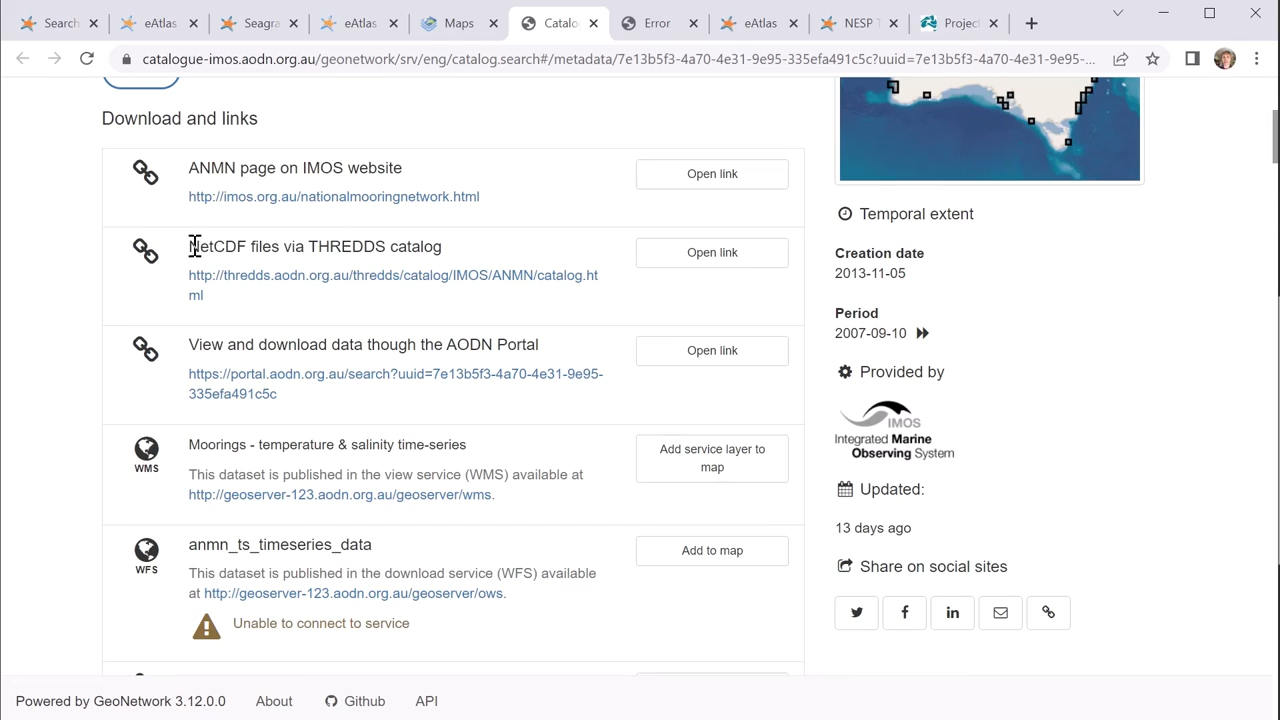 Search
eAtlas
Seagra
eAtlas
Maps
Catalo
Error
eAtlas
NESP T
Project
catalogue-imos.aodn.org.au/geonetwork/srv/eng/catalog.search#/metadata/7e13b5f3-4a70-4e31-9e95-335efa491c5c?uuid=7e13b5f3-4a70-4e31-9e95-...
Download and links
ANMN page on IMOS website
Open link
http://imos.org.au/nationalmooringnetwork.html
NetCDF files via THREDDS catalog
Open link
http://thredds.aodn.org.au/thredds/catalog/IMOS/ANMN/catalog.ht
ml
View and download data though the AODN Portal
Open link
https://portal.aodn.org.au/search?uuid=7e13b5f3-4a70-4e31-9e95-
335efa491c5c
WMS
Moorings - temperature & salinity time-series
Add service layer to
map
This dataset is published in the view service (WMS) available at
http://geoserver-123.aodn.org.au/geoserver/wms.
WFS
anmn_ts_timeseries_data
Add to map
This dataset is published in the download service (WFS) available
at http://geoserver-123.aodn.org.au/geoserver/ows.
Unable to connect to service
Temporal extent
Creation date
2013-11-05
Period
2007-09-10
Provided by
IMOS
Integrated Marine
Observing System
Updated:
13 days ago
Share on social sites
Powered by GeoNetwork 3.12.0.0
About
Github
API